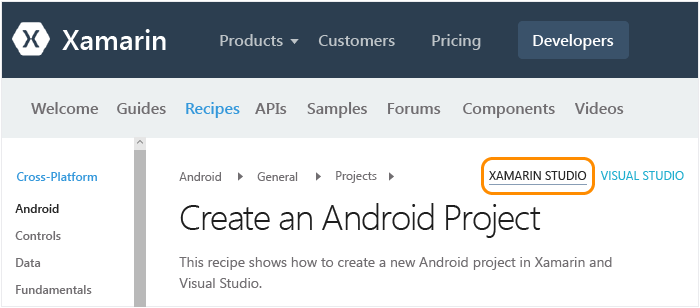 Xamarin Products Customers Pricing Developers
Welcome Guides Recipes APIs Samples Forums Components Videos
Cross-Platform
Android
Controls
Data
Fundamentals
Android General Projects XAMARIN STUDIO VISUAL STUDIO
Create an Android Project
This recipe shows how to create a new Android project in Xamarin and
Visual Studio.